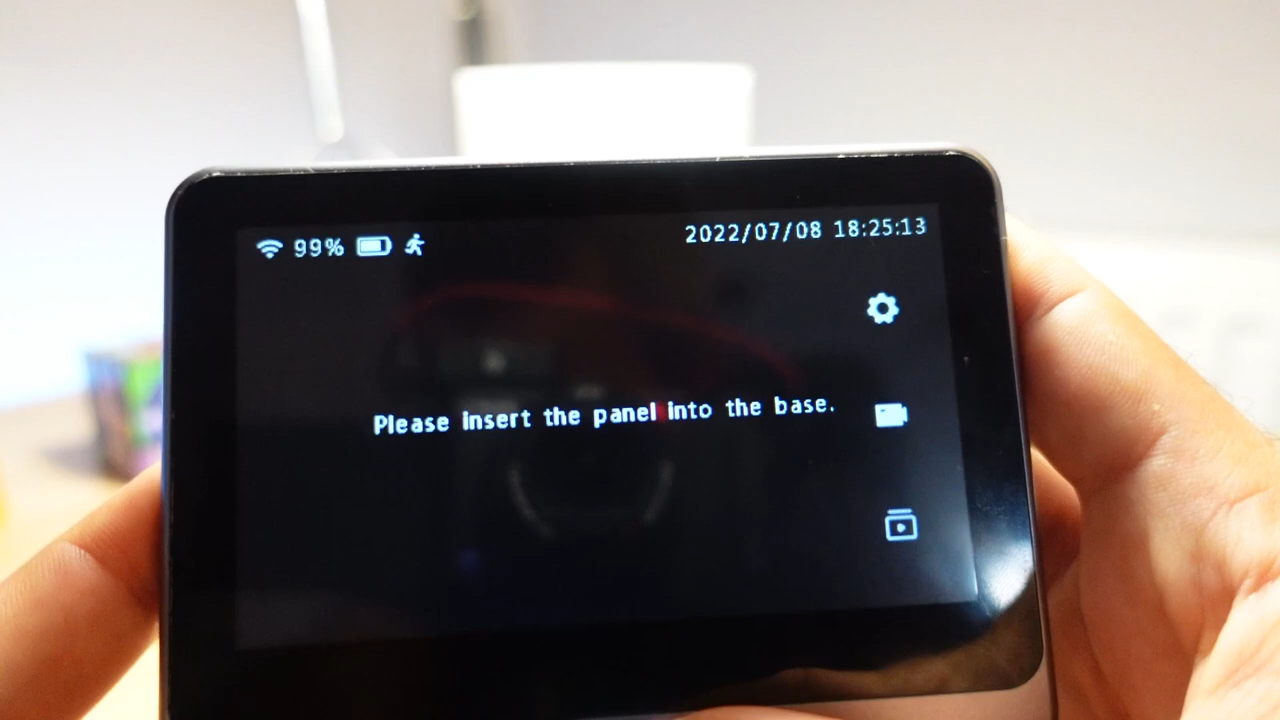 99% 2022/07/08 18:25:13
Please insert the panel into the base.